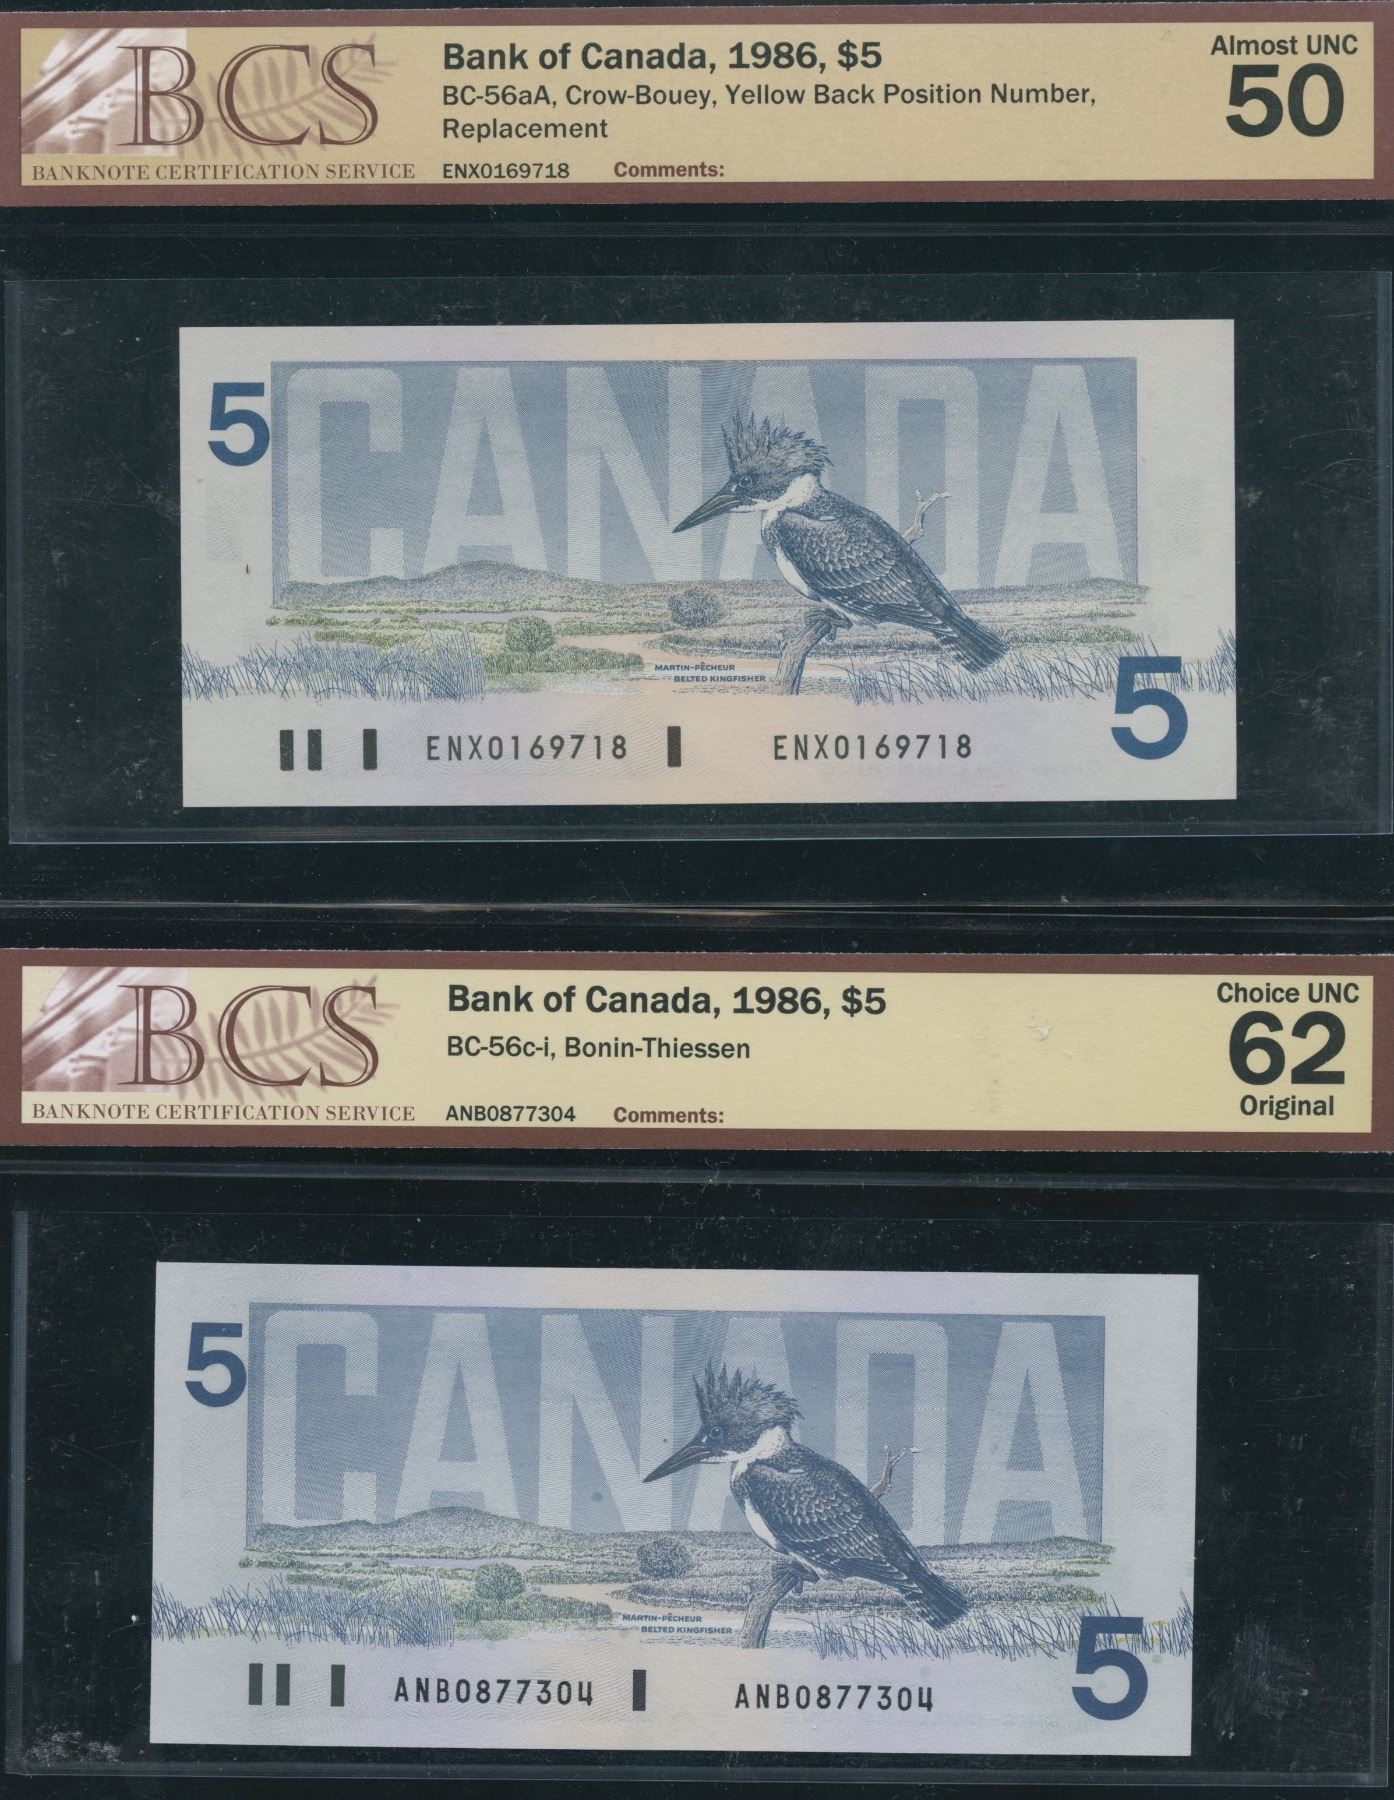 BCS
BANKNOTE CERTIFICATION SERVICE
Bank of Canada, 1986, $5
BC-56aA, Crow-Bouey, Yellow Back Position Number,
Replacement
ENX0169718 Comments:
Almost UNC
50
5
CANADA
MARTIN-PÊCHEUR
BELTED KINGFISHER
ENX0169718 ENX0169718
5
BCS
BANKNOTE CERTIFICATION SERVICE
Bank of Canada, 1986, $5
BC-56c-i, Bonin-Thiessen
ANB0877304 Comments:
Choice UNC
62
Original
5
CANADA
MARTIN-PÊCHEUR
BELTED KINGFISHER
ANB0877304 ANB0877304
5